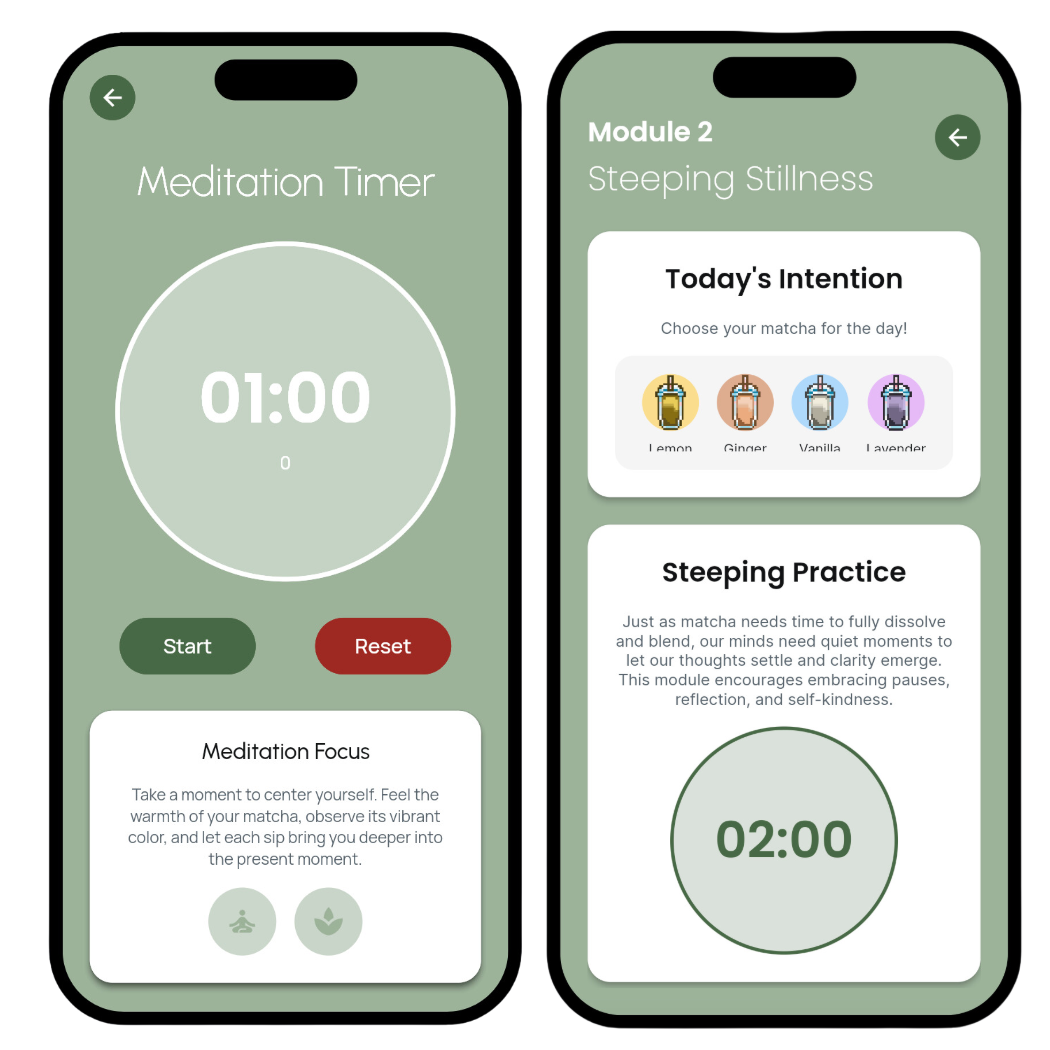 Meditation Timer
01:00
0
Start
Reset
Meditation Focus
Take a moment to center yourself. Feel the
warmth of your matcha, observe its vibrant
color, and let each sip bring you deeper into
the present moment.
Module 2
Steeping Stillness
Today's Intention
Choose your matcha for the day!
Lemon
Ginger
Vanilla
Lavender
Steeping Practice
Just as matcha needs time to fully dissolve
and blend, our minds need quiet moments to
let our thoughts settle and clarity emerge.
This module encourages embracing pauses,
reflection, and self-kindness.
02:00